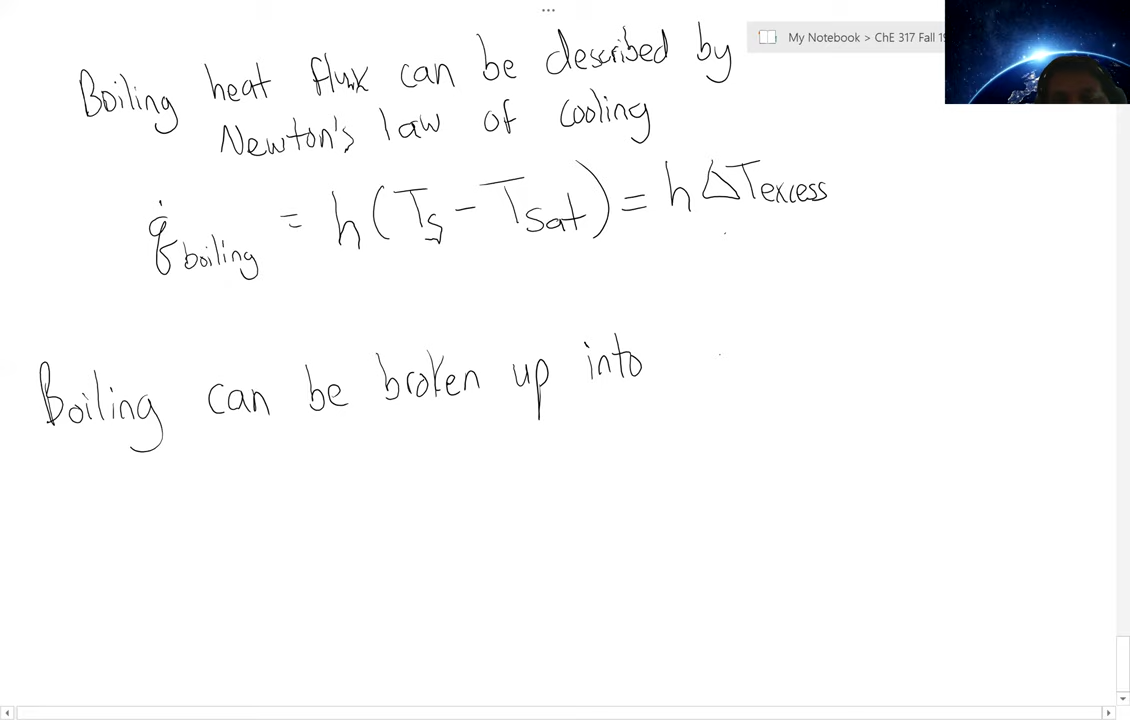 My Notebook > ChE 317 Fall 19
Boiling heat flux can be described by
Newton's law of cooling
q̇boiling = h(Ts - Tsat) = hΔTexcess
Boiling can be broken up into